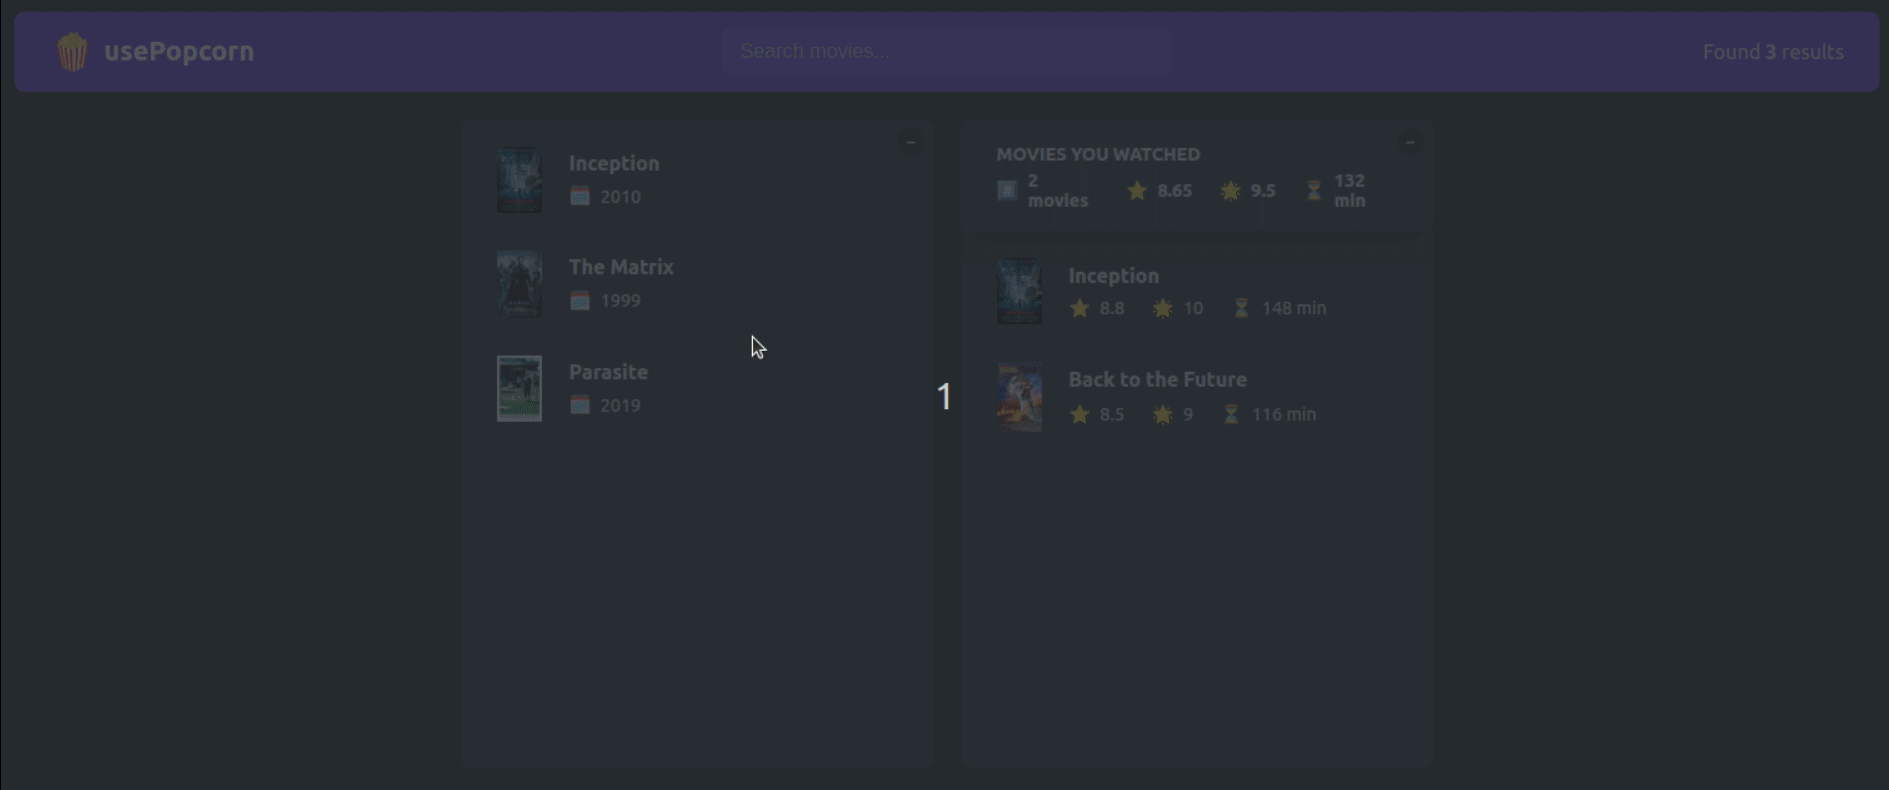 usePopcorn
Search movies...
Found 3 results
Inception
2010
The Matrix
1999
Parasite
2019
1
MOVIES YOU WATCHED
2 movies 8.65 9.5 132 min
Inception
8.8 10 148 min
Back to the Future
8.5 9 116 min